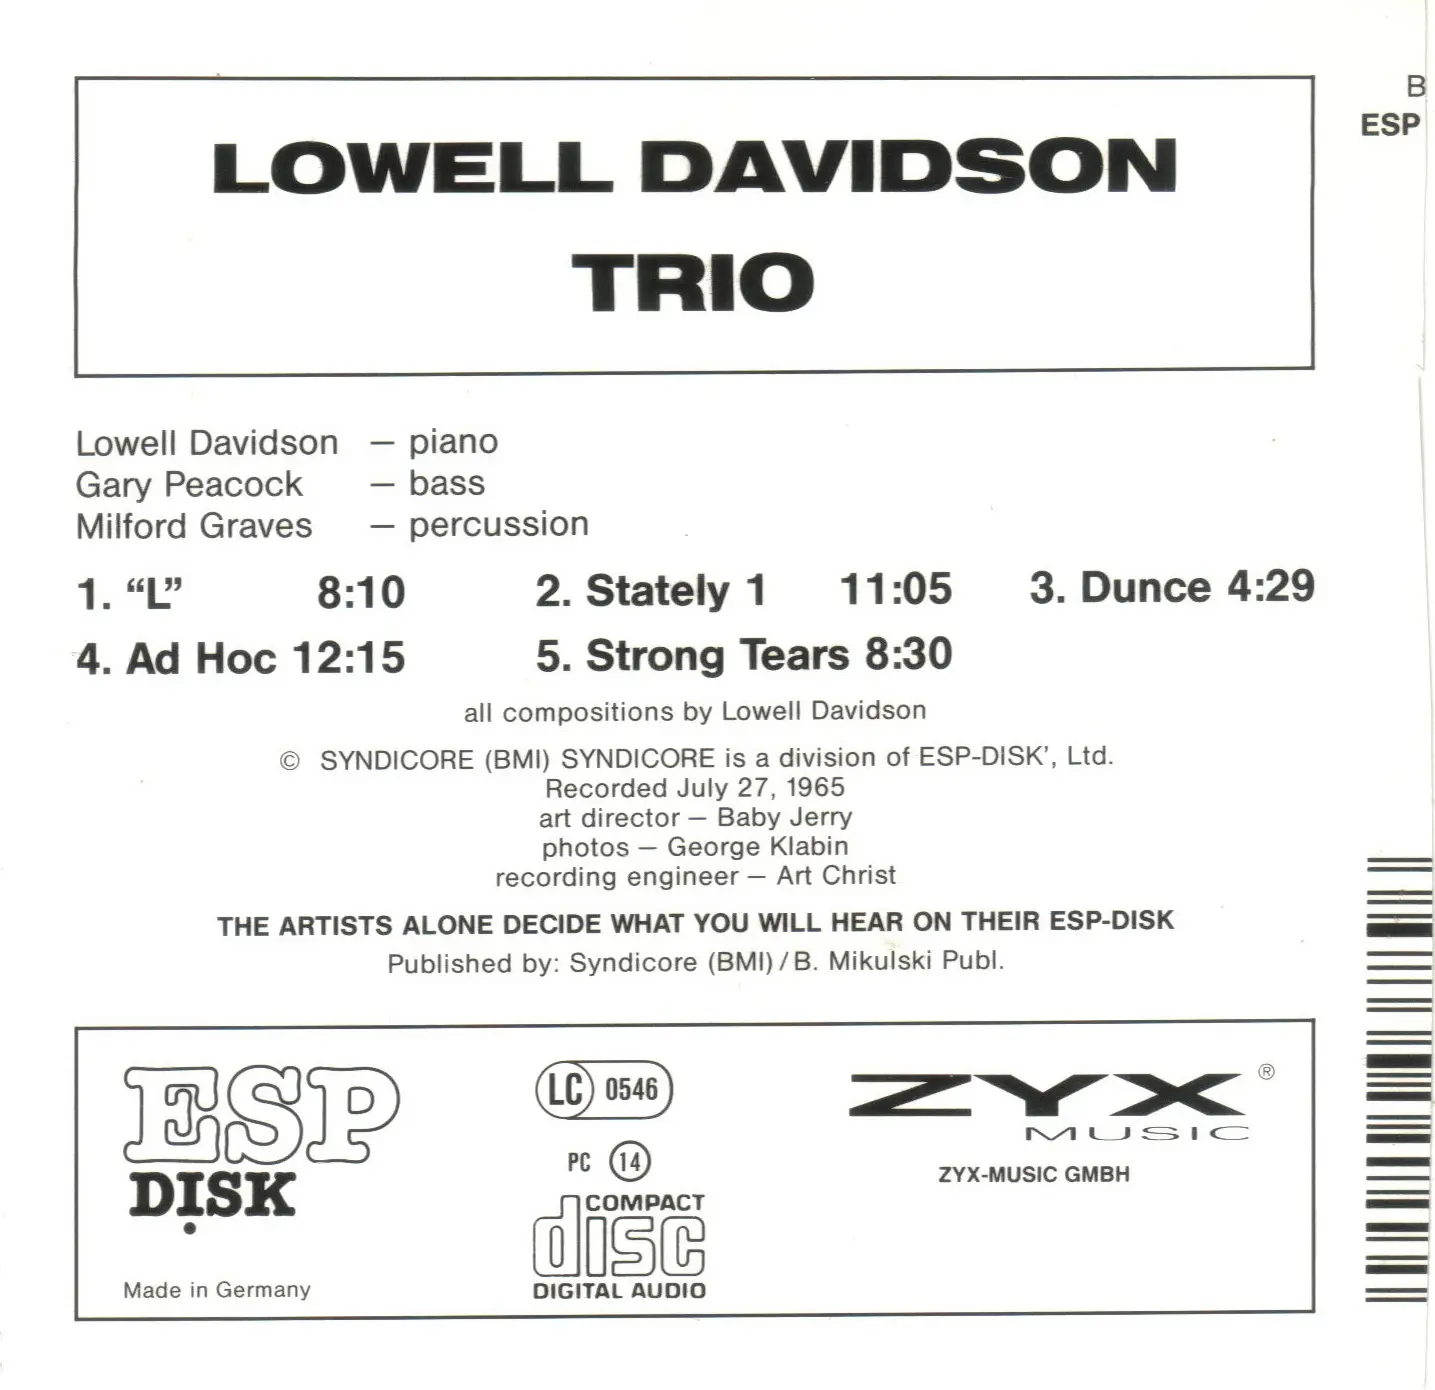 LOWELL DAVIDSON
TRIO
B
ESP
Lowell Davidson — piano
Gary Peacock — bass
Milford Graves — percussion
1. “L” 8:10 2. Stately 1 11:05 3. Dunce 4:29
4. Ad Hoc 12:15 5. Strong Tears 8:30
all compositions by Lowell Davidson
© SYNDICORE (BMI) SYNDICORE is a division of ESP-DISK’, Ltd.
Recorded July 27, 1965
art director — Baby Jerry
photos — George Klabin
recording engineer — Art Christ
THE ARTISTS ALONE DECIDE WHAT YOU WILL HEAR ON THEIR ESP-DISK
Published by: Syndicore (BMI) / B. Mikulski Publ.
ESP
DISK
Made in Germany
LC 0546
PC 14
COMPACT
disc
DIGITAL AUDIO
ZYX ®
MUSIC
ZYX-MUSIC GMBH